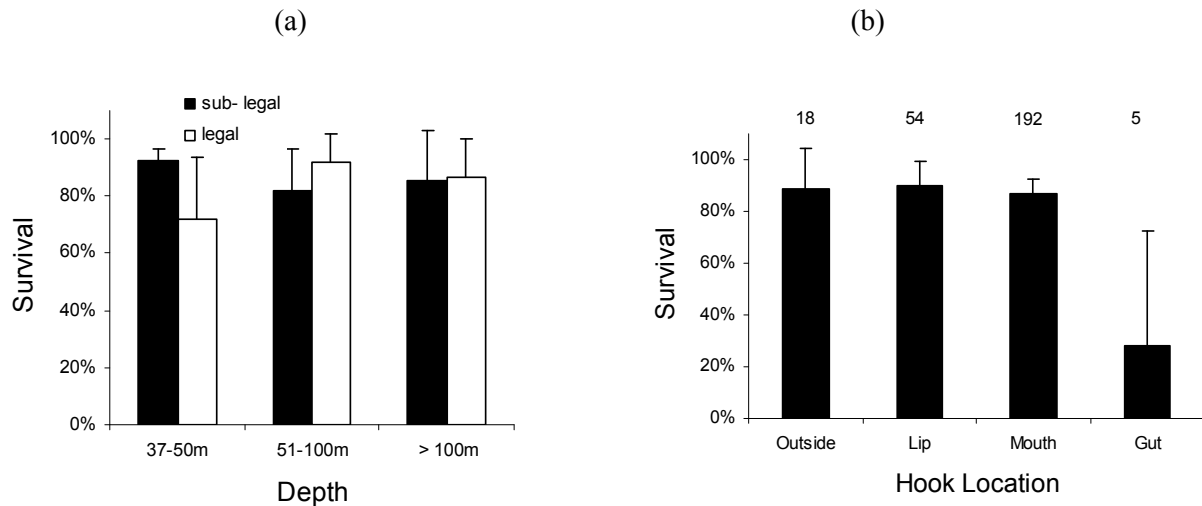 (a)
sub- legal
legal
100%
80%
60%
40%
20%
0%
Survival
37-50m 51-100m > 100m
Depth
(b)
18 54 192 5
100%
80%
60%
40%
20%
0%
Survival
Outside Lip Mouth Gut
Hook Location